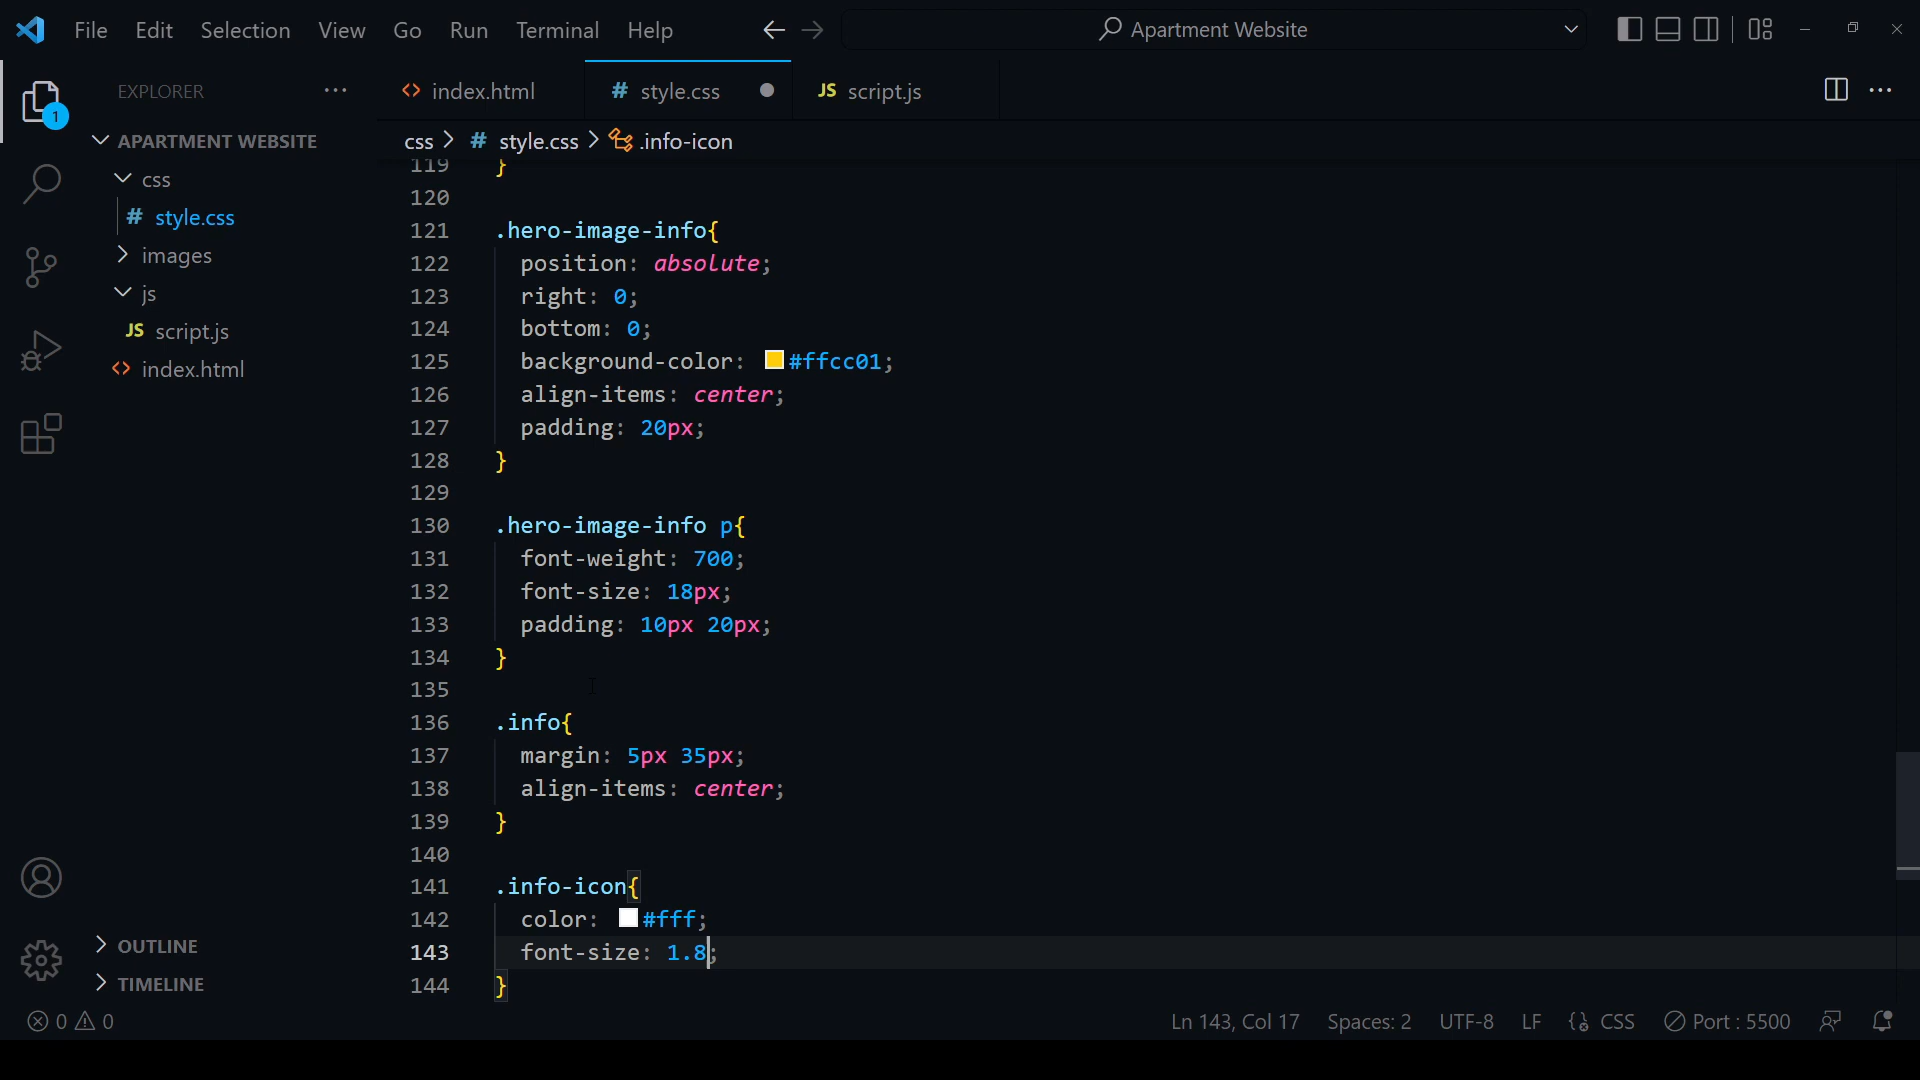 File Edit Selection View Go Run Terminal Help Apartment Website
EXPLORER
APARTMENT WEBSITE
css
# style.css
images
js
JS script.js
<> index.html
OUTLINE
TIMELINE
1
<> index.html # style.css JS script.js
css > # style.css > .info-icon
119 }
120
121 .hero-image-info{
122 position: absolute;
123 right: 0;
124 bottom: 0;
125 background-color: #ffcc01;
126 align-items: center;
127 padding: 20px;
128 }
129
130 .hero-image-info p{
131 font-weight: 700;
132 font-size: 18px;
133 padding: 10px 20px;
134 }
135
136 .info{
137 margin: 5px 35px;
138 align-items: center;
139 }
140
141 .info-icon{
142 color: #fff;
143 font-size: 1.8;
144 }
0 0 Ln 143, Col 17 Spaces: 2 UTF-8 LF {} CSS Port : 5500